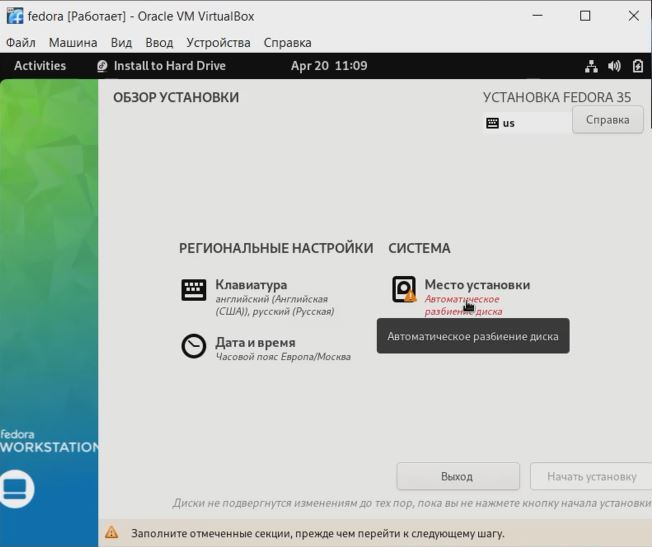 fedora [Работает] - Oracle VM VirtualBox
Файл Машина Вид Ввод Устройства Справка
Activities Install to Hard Drive Apr 20 11:09
ОБЗОР УСТАНОВКИ
УСТАНОВКА FEDORA 35
us
Справка
РЕГИОНАЛЬНЫЕ НАСТРОЙКИ
Клавиатура
английский (Английская
(США)), русский (Русская)
Дата и время
Часовой пояс Европа/Москва
СИСТЕМА
Место установки
Автоматическое
разбиение диска
Автоматическое разбиение диска
fedora
WORKSTATION
Выход
Начать установку
Диски не подвергнутся изменениям до тех пор, пока вы не нажмете кнопку начала установки
Заполните отмеченные секции, прежде чем перейти к следующему шагу.